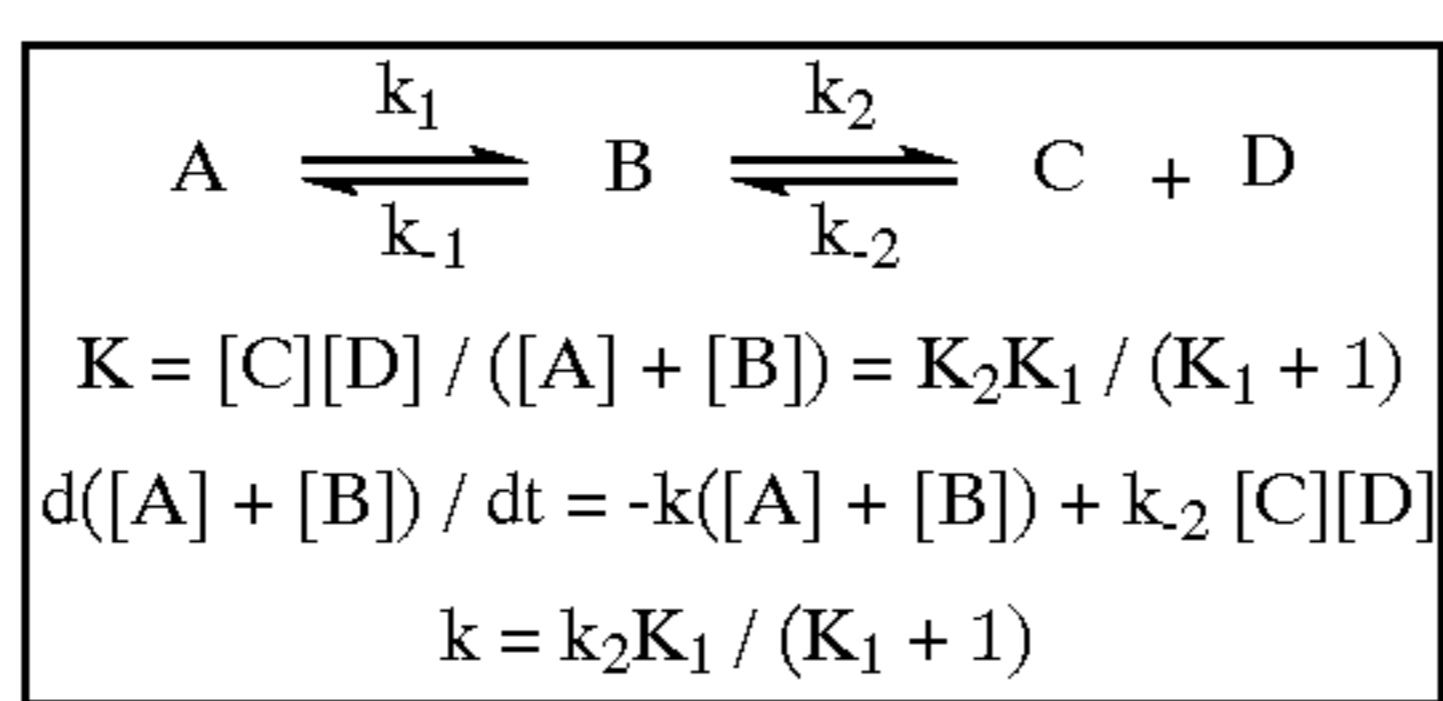 k₁ k₂
A ⇌ B ⇌ C + D
k₋₁ k₋₂
K = [C][D] / ([A] + [B]) = K₂K₁ / (K₁ + 1)
d([A] + [B]) / dt = -k([A] + [B]) + k₋₂ [C][D]
k = k₂K₁ / (K₁ + 1)